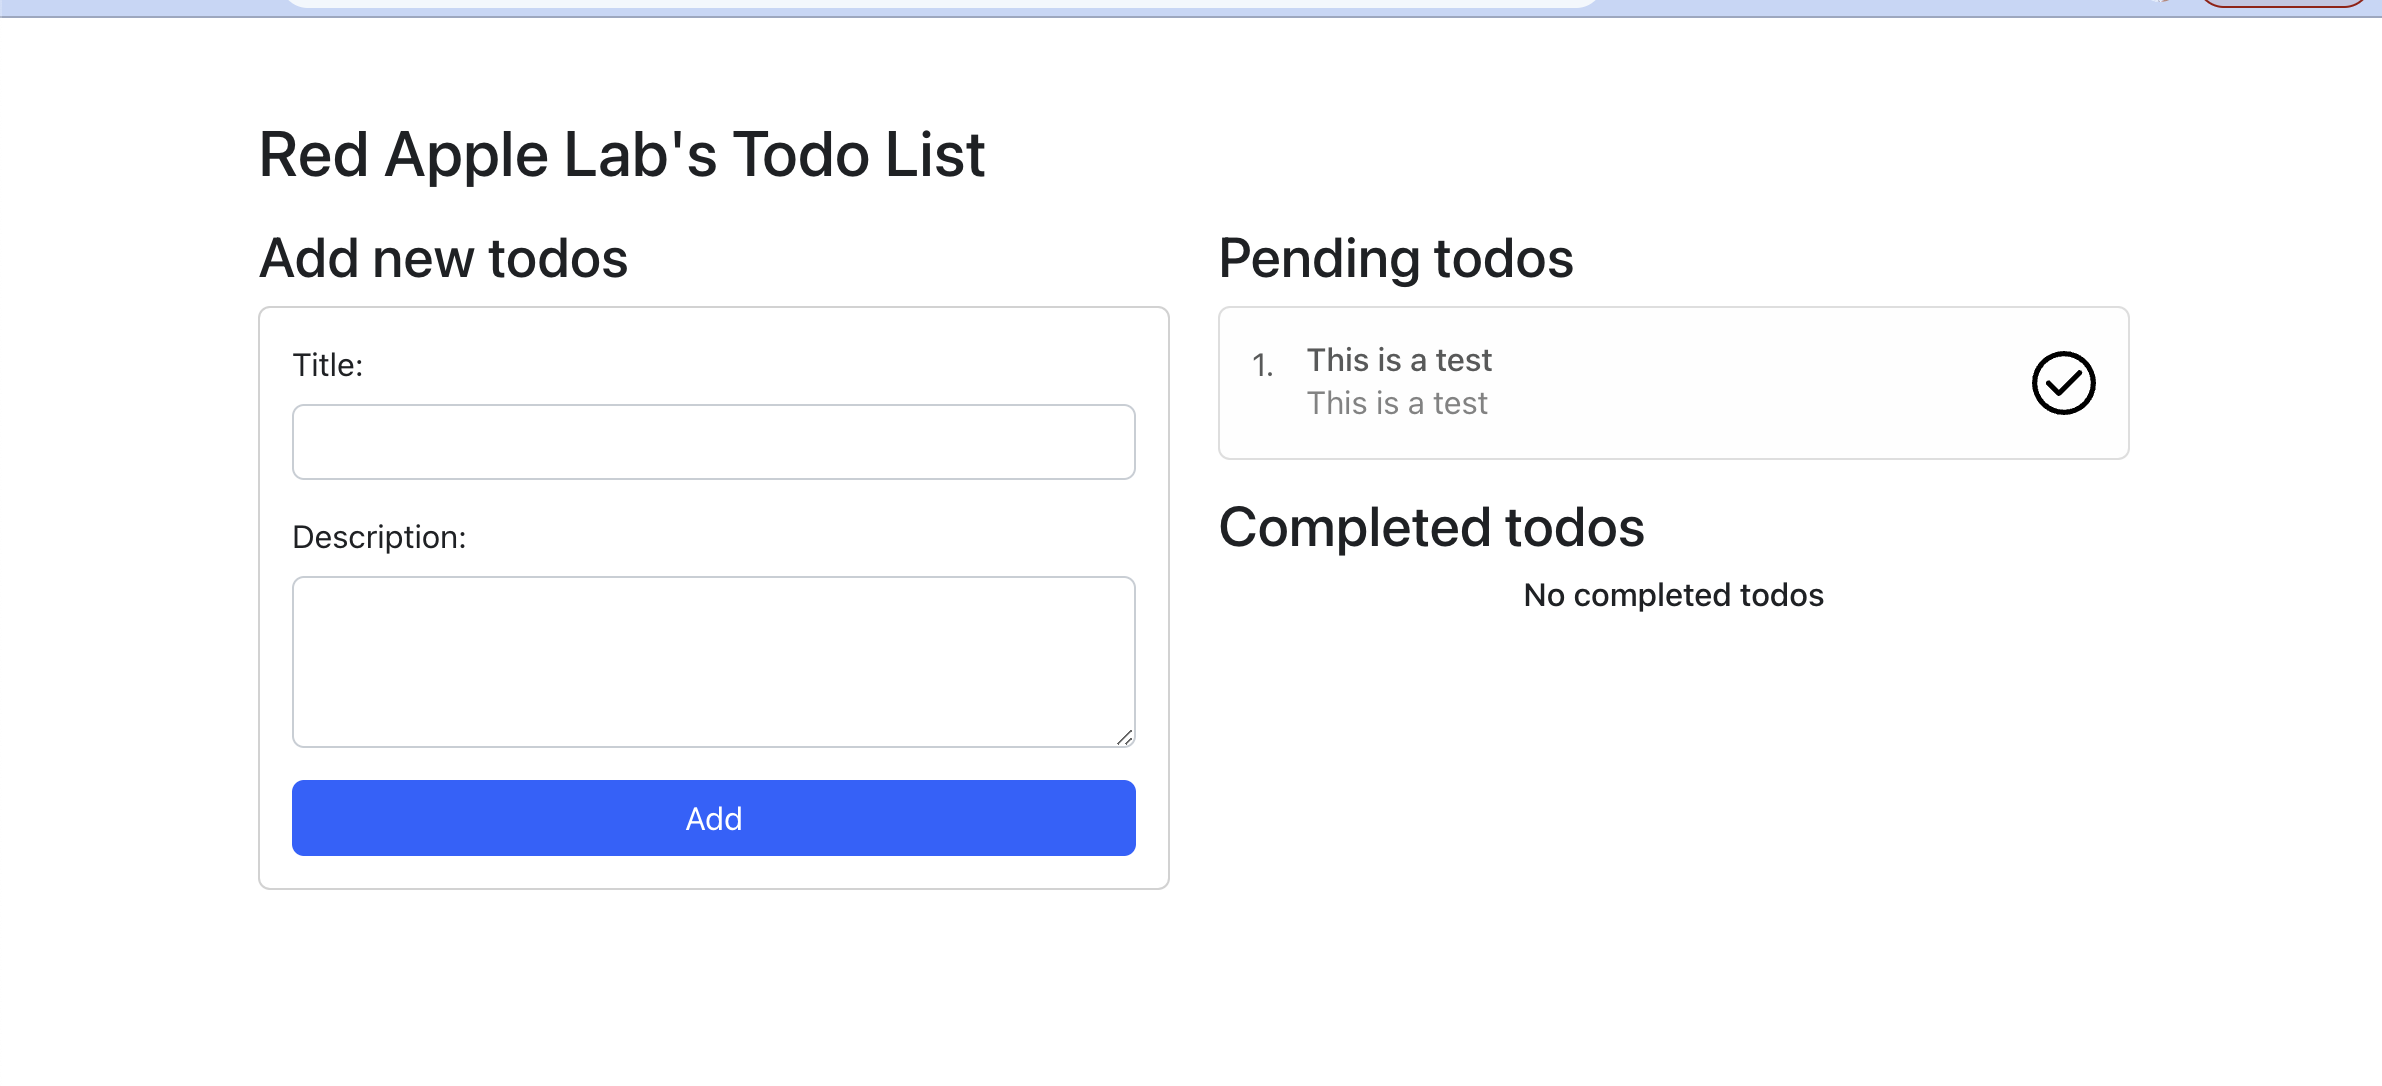 Red Apple Lab's Todo List
Add new todos
Title:
Description:
Add
Pending todos
1. This is a test
This is a test
Completed todos
No completed todos